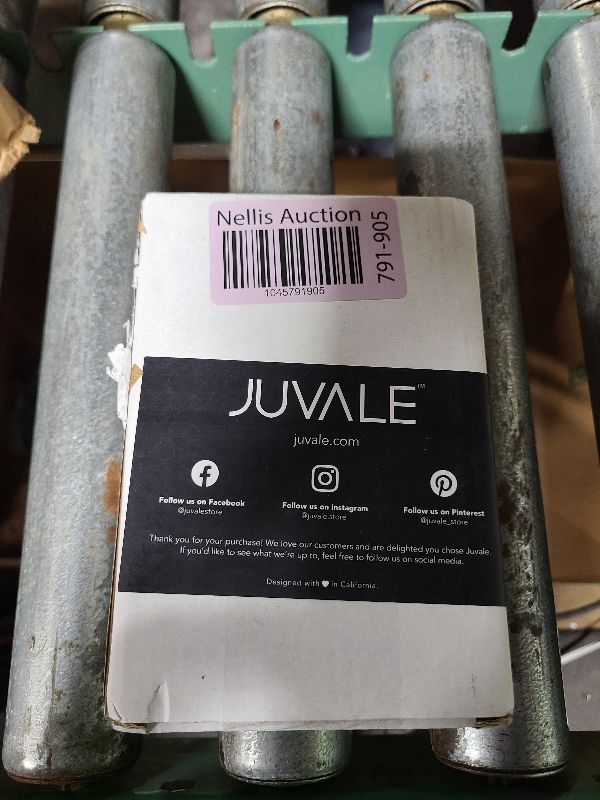 Nellis Auction
791-905
1045791905
JUVALE™
juvale.com
Follow us on Facebook
@juvalestore
Follow us on Instagram
@juvale.store
Follow us on Pinterest
@juvale_store
Thank you for your purchase! We love our customers and are delighted you chose Juvale.
If you'd like to see what we're up to, feel free to follow us on social media.
Designed with in California.